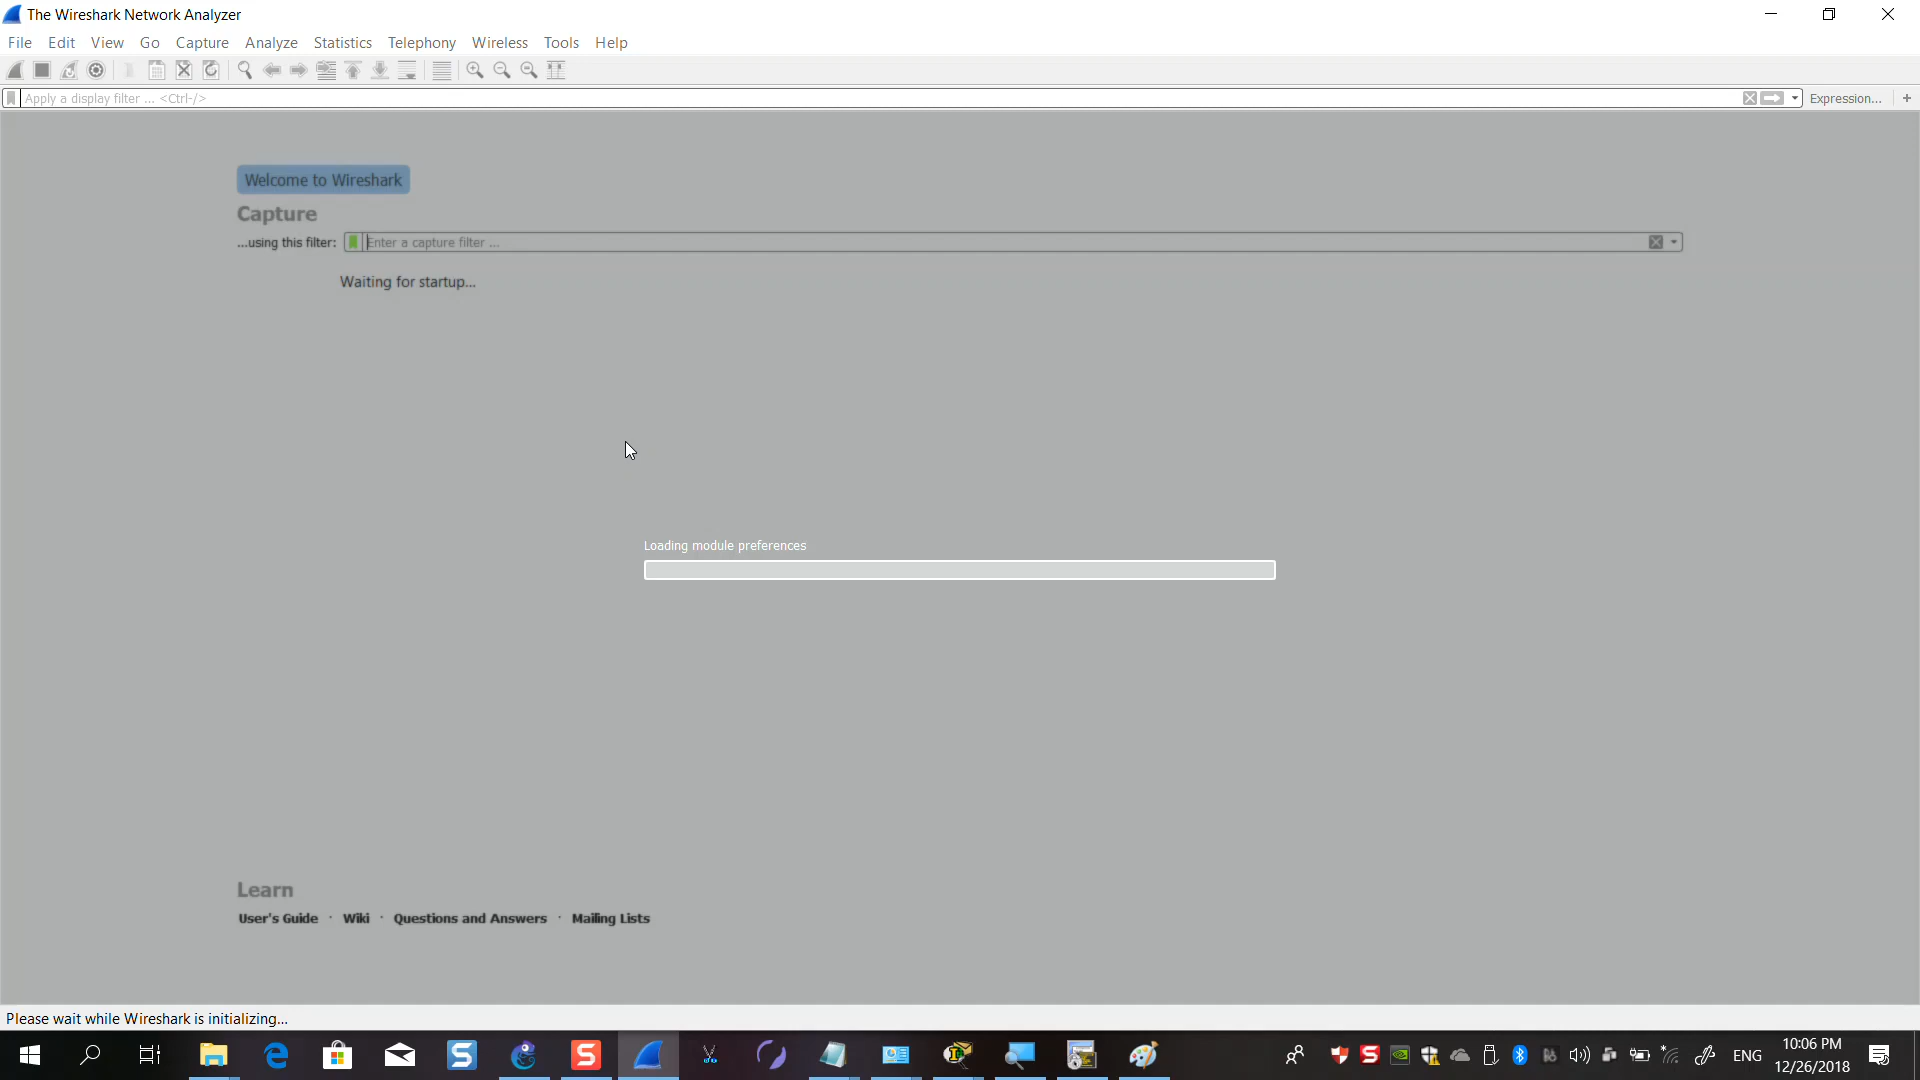 The Wireshark Network Analyzer
File Edit View Go Capture Analyze Statistics Telephony Wireless Tools Help
Apply a display filter ... <Ctrl-/> Expression... +
Welcome to Wireshark
Capture
...using this filter: Enter a capture filter ...
Waiting for startup...
Loading module preferences
Learn
User's Guide · Wiki · Questions and Answers · Mailing Lists
Please wait while Wireshark is initializing...
ENG
10:06 PM
12/26/2018